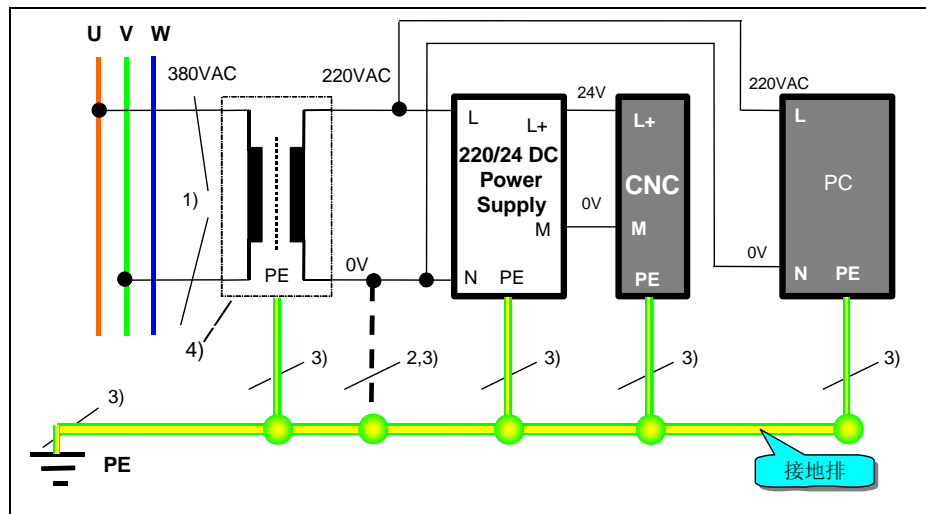 U V W
380VAC
220VAC
24V
220VAC
L
L+
L+
L
220/24 DC
Power
Supply
CNC
PC
1)
0V
M
M
PE
0V
0V
N PE
PE
N PE
4)
3)
2,3)
3)
3)
3)
3)
PE
接地排